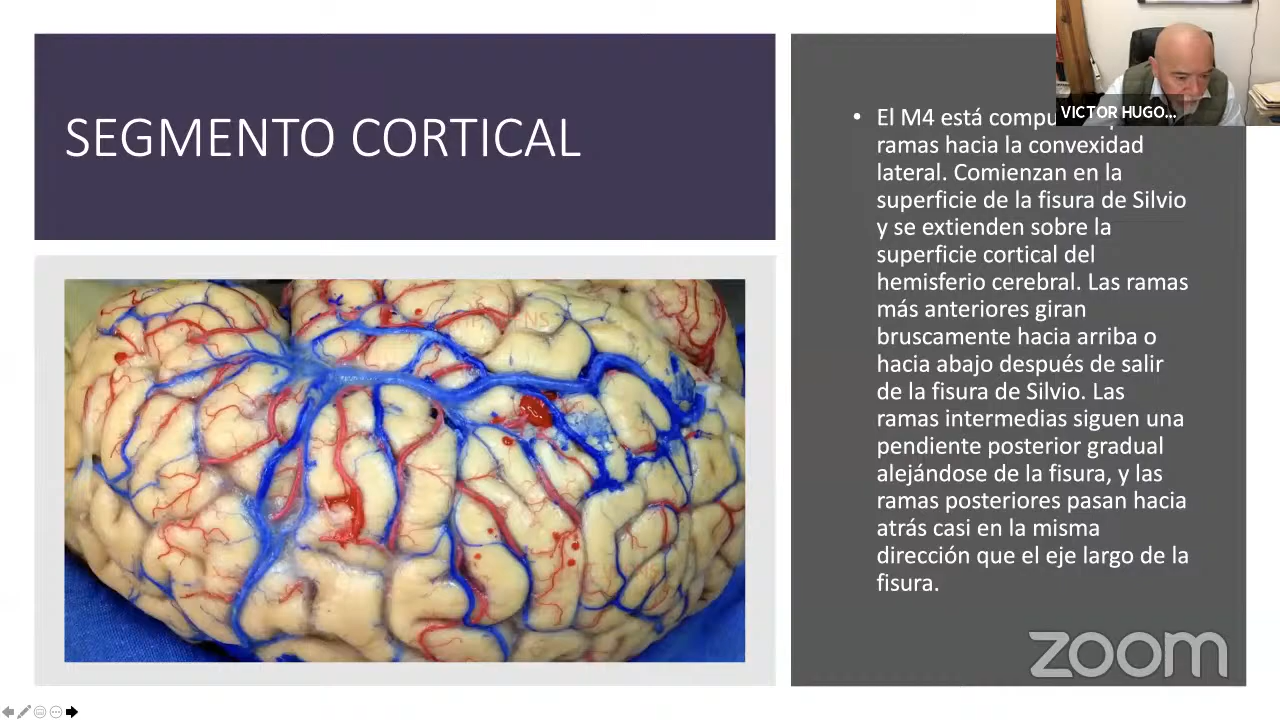 SEGMENTO CORTICAL
VICTOR HUGO...
• El M4 está
ramas hacia la convexidad
lateral. Comienzan en la
superficie de la fisura de Silvio
y se extienden sobre la
superficie cortical del
hemisferio cerebral. Las ramas
más anteriores giran
bruscamente hacia arriba o
hacia abajo después de salir
de la fisura de Silvio. Las
ramas intermedias siguen una
pendiente posterior gradual
alejándose de la fisura, y las
ramas posteriores pasan hacia
atrás casi en la misma
dirección que el eje largo de la
fisura.
zoom